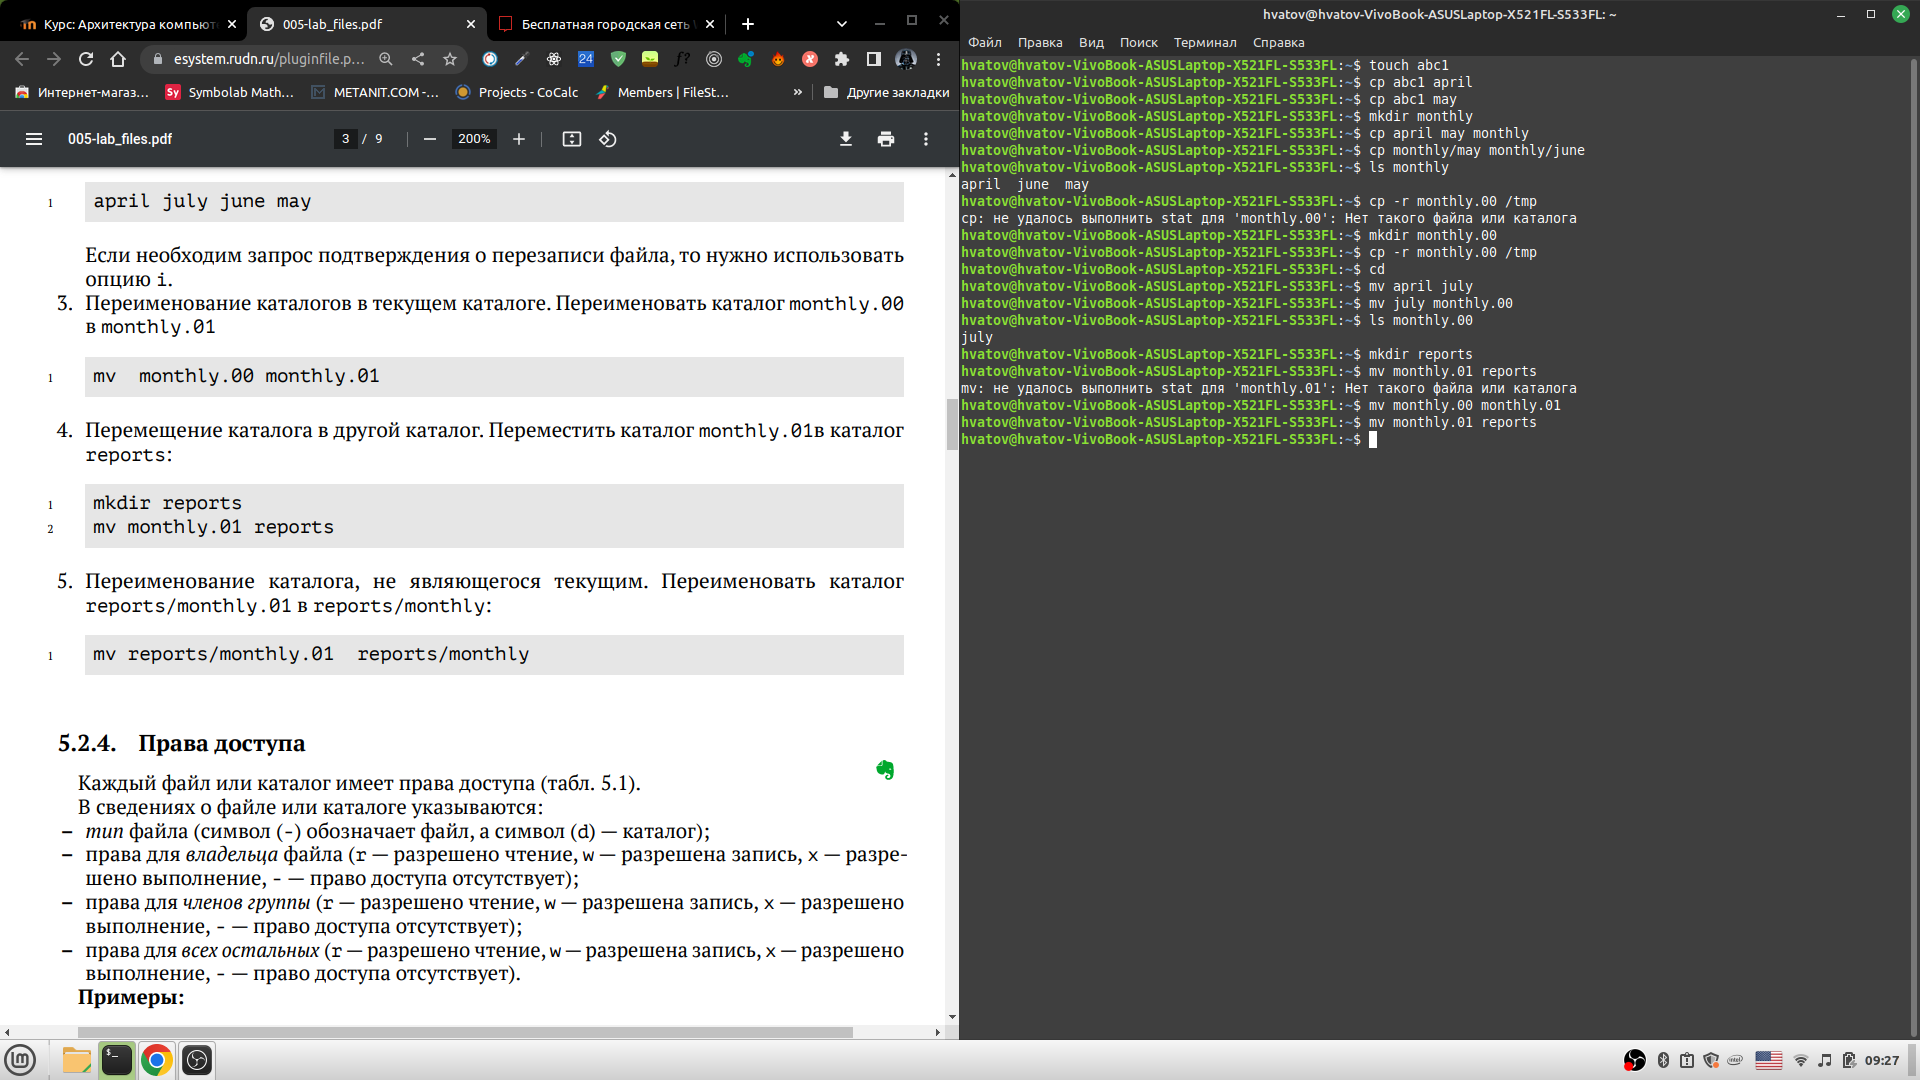 Курс: Архитектура компьют
005-lab_files.pdf
Бесплатная городская сеть
esystem.rudn.ru/pluginfile.p...
24
Интернет-магаз...
Sy Symbolab Math...
METANIT.COM -...
Projects - CoCalc
Members | FileSt...
»
Другие закладки
005-lab_files.pdf
3 / 9
200%
1 april july june may
Если необходим запрос подтверждения о перезаписи файла, то нужно использовать
опцию i.
3. Переименование каталогов в текущем каталоге. Переименовать каталог monthly.00
в monthly.01
1 mv  monthly.00 monthly.01
4. Перемещение каталога в другой каталог. Переместить каталог monthly.01в каталог
reports:
1 mkdir reports
2 mv monthly.01 reports
5. Переименование каталога, не являющегося текущим. Переименовать каталог
reports/monthly.01 в reports/monthly:
1 mv reports/monthly.01  reports/monthly
5.2.4. Права доступа
Каждый файл или каталог имеет права доступа (табл. 5.1).
В сведениях о файле или каталоге указываются:
– тип файла (символ (-) обозначает файл, а символ (d) — каталог);
– права для владельца файла (r — разрешено чтение, w — разрешена запись, x — разре-
шено выполнение, - — право доступа отсутствует);
– права для членов группы (r — разрешено чтение, w — разрешена запись, x — разрешено
выполнение, - — право доступа отсутствует);
– права для всех остальных (r — разрешено чтение, w — разрешена запись, x — разрешено
выполнение, - — право доступа отсутствует).
Примеры:
hvatov@hvatov-VivoBook-ASUSLaptop-X521FL-S533FL: ~
Файл Правка Вид Поиск Терминал Справка
hvatov@hvatov-VivoBook-ASUSLaptop-X521FL-S533FL:~$ touch abc1
hvatov@hvatov-VivoBook-ASUSLaptop-X521FL-S533FL:~$ cp abc1 april
hvatov@hvatov-VivoBook-ASUSLaptop-X521FL-S533FL:~$ cp abc1 may
hvatov@hvatov-VivoBook-ASUSLaptop-X521FL-S533FL:~$ mkdir monthly
hvatov@hvatov-VivoBook-ASUSLaptop-X521FL-S533FL:~$ cp april may monthly
hvatov@hvatov-VivoBook-ASUSLaptop-X521FL-S533FL:~$ cp monthly/may monthly/june
hvatov@hvatov-VivoBook-ASUSLaptop-X521FL-S533FL:~$ ls monthly
april  june  may
hvatov@hvatov-VivoBook-ASUSLaptop-X521FL-S533FL:~$ cp -r monthly.00 /tmp
cp: не удалось выполнить stat для 'monthly.00': Нет такого файла или каталога
hvatov@hvatov-VivoBook-ASUSLaptop-X521FL-S533FL:~$ mkdir monthly.00
hvatov@hvatov-VivoBook-ASUSLaptop-X521FL-S533FL:~$ cp -r monthly.00 /tmp
hvatov@hvatov-VivoBook-ASUSLaptop-X521FL-S533FL:~$ cd
hvatov@hvatov-VivoBook-ASUSLaptop-X521FL-S533FL:~$ mv april july
hvatov@hvatov-VivoBook-ASUSLaptop-X521FL-S533FL:~$ mv july monthly.00
hvatov@hvatov-VivoBook-ASUSLaptop-X521FL-S533FL:~$ ls monthly.00
july
hvatov@hvatov-VivoBook-ASUSLaptop-X521FL-S533FL:~$ mkdir reports
hvatov@hvatov-VivoBook-ASUSLaptop-X521FL-S533FL:~$ mv monthly.01 reports
mv: не удалось выполнить stat для 'monthly.01': Нет такого файла или каталога
hvatov@hvatov-VivoBook-ASUSLaptop-X521FL-S533FL:~$ mv monthly.00 monthly.01
hvatov@hvatov-VivoBook-ASUSLaptop-X521FL-S533FL:~$ mv monthly.01 reports
hvatov@hvatov-VivoBook-ASUSLaptop-X521FL-S533FL:~$
09:27